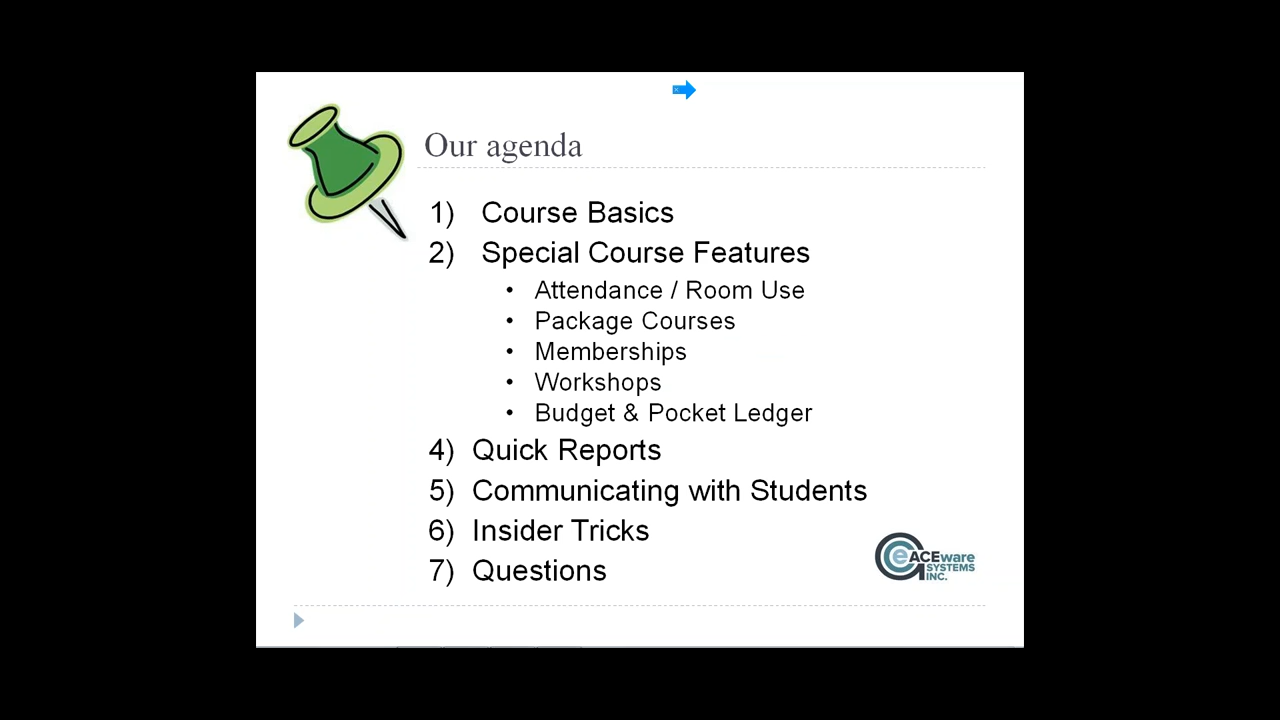 Our agenda
1) Course Basics
2) Special Course Features
• Attendance / Room Use
• Package Courses
• Memberships
• Workshops
• Budget & Pocket Ledger
4) Quick Reports
5) Communicating with Students
6) Insider Tricks
7) Questions
eACEware
SYSTEMS
INC.